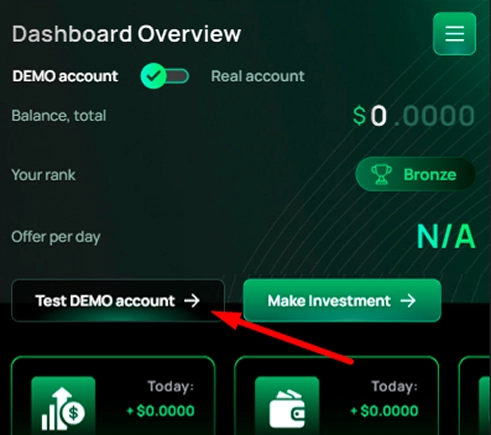 Dashboard Overview
DEMO account Real account
Balance, total $0.0000
Your rank Bronze
Offer per day N/A
Test DEMO account → Make Investment →
Today: Today:
+$0.0000 +$0.0000